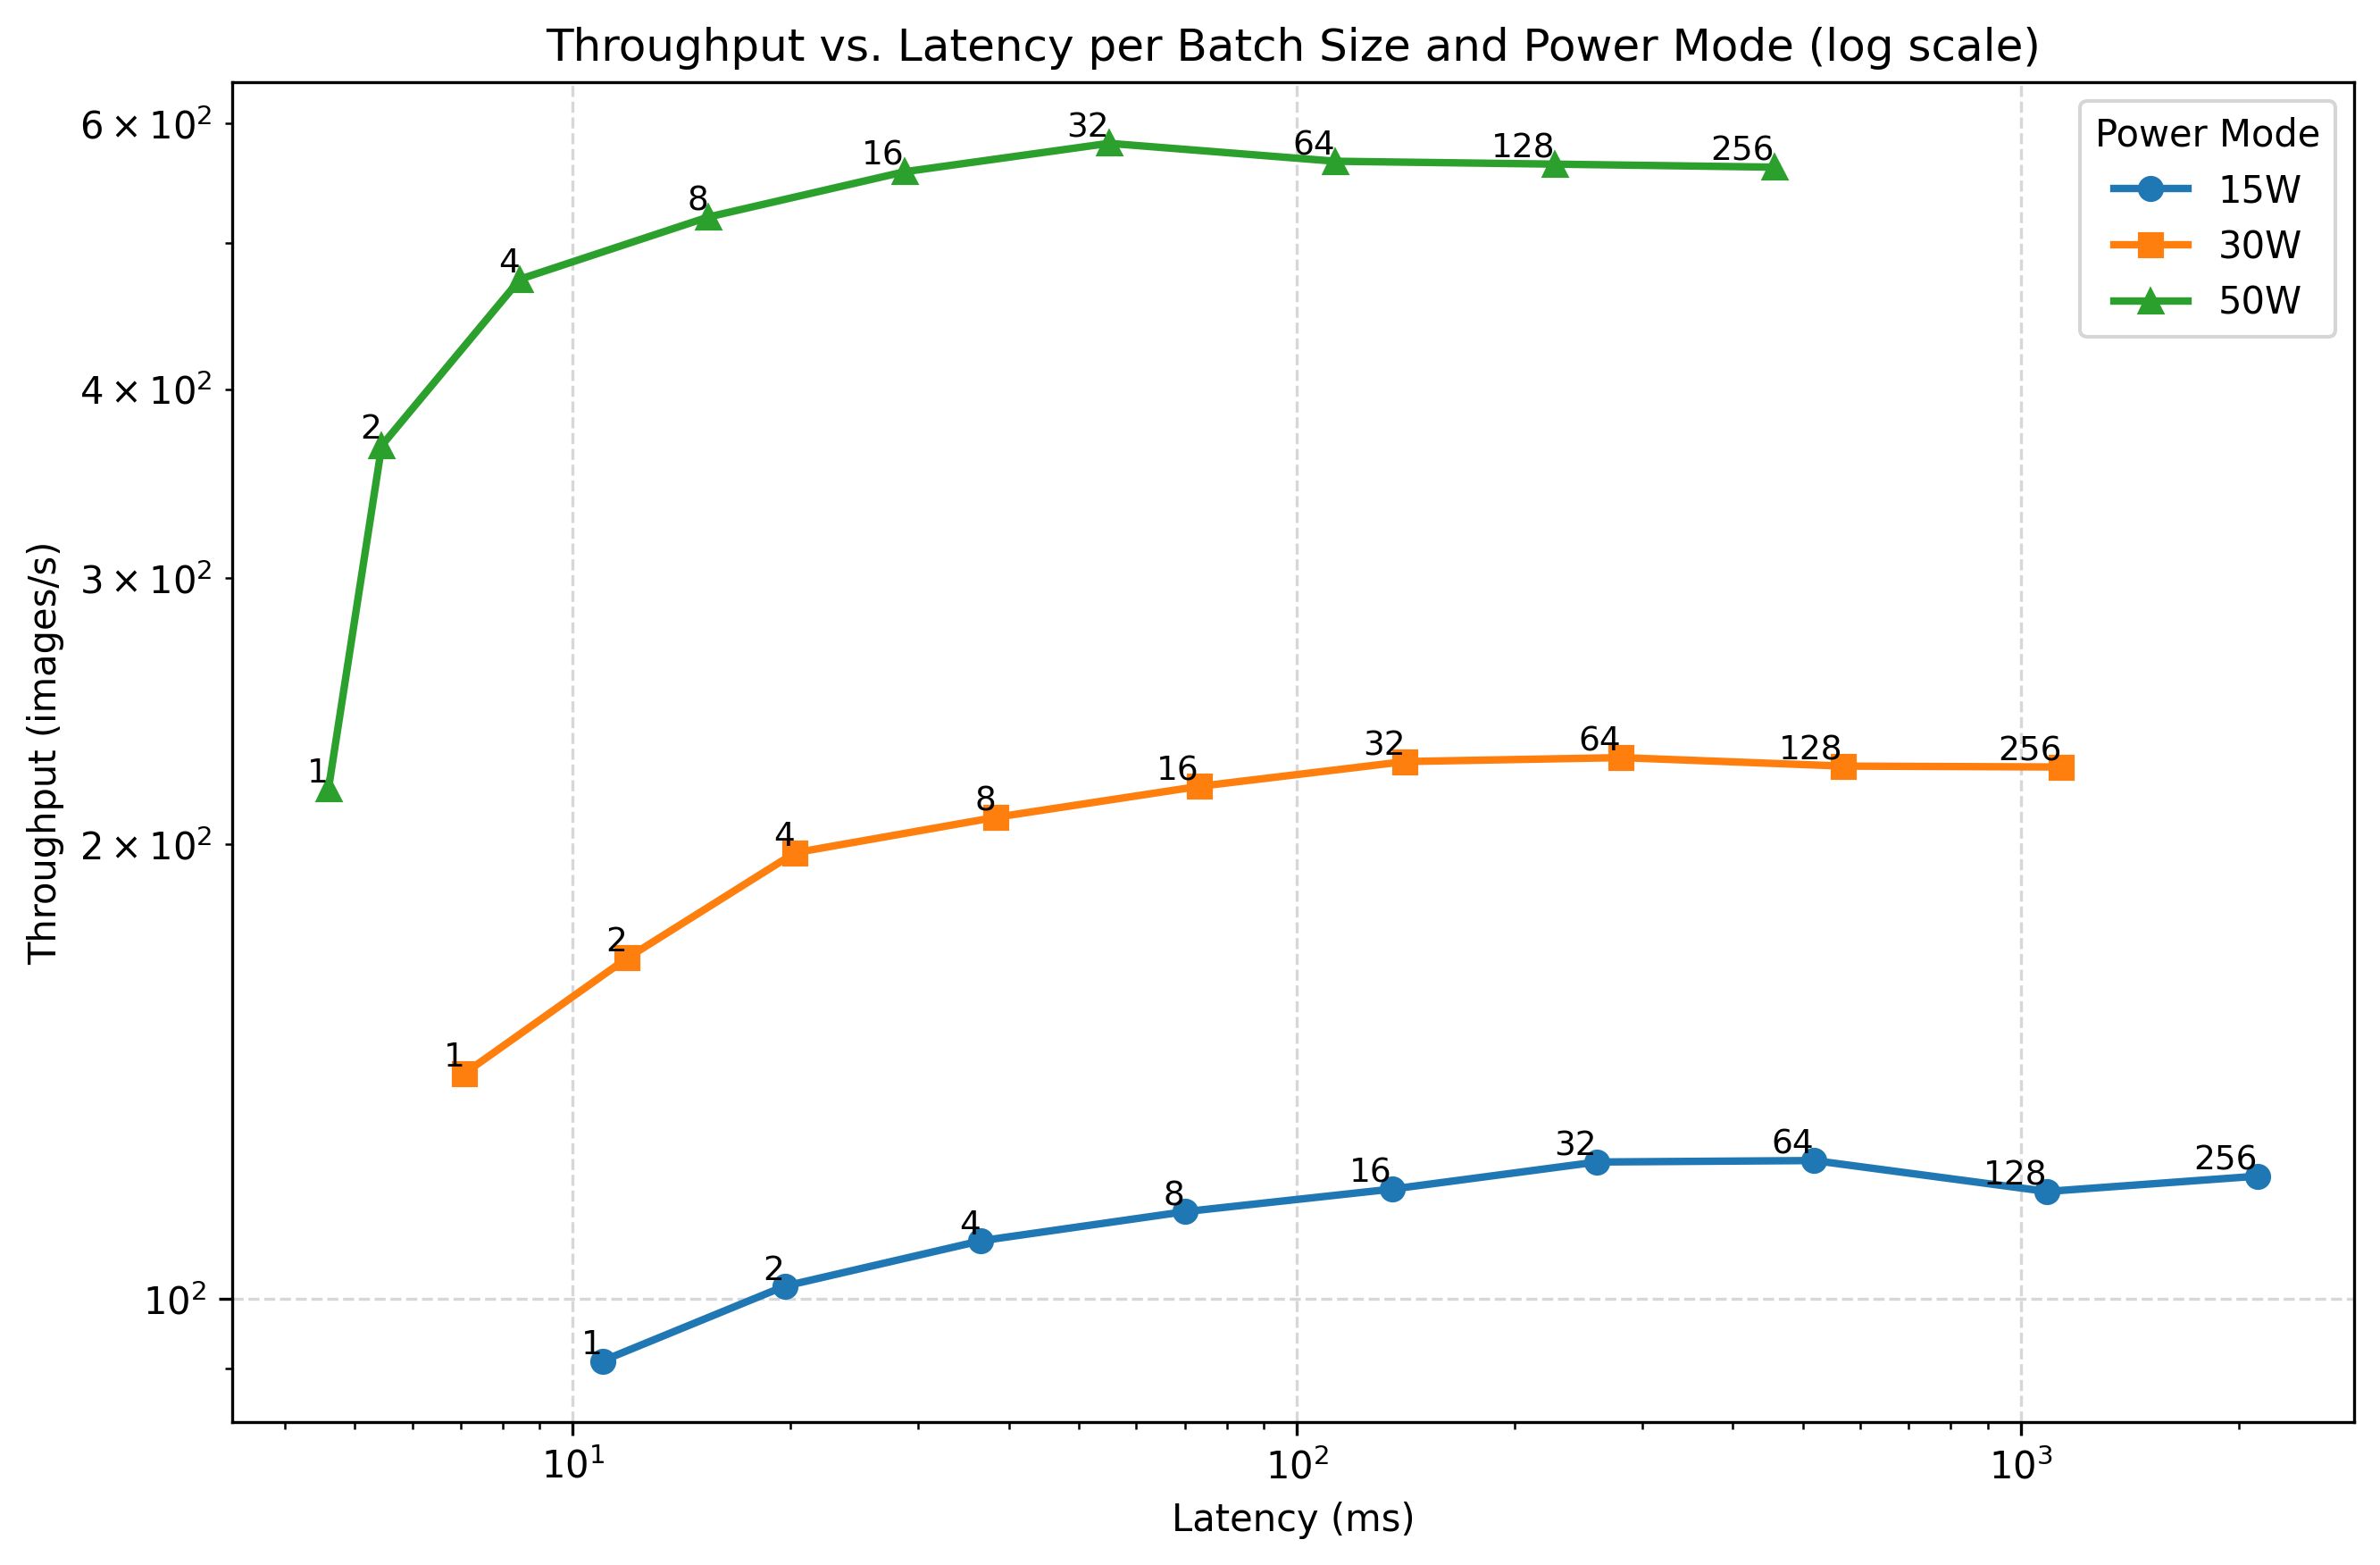 Throughput vs. Latency per Batch Size and Power Mode (log scale)
Throughput (images/s)
6 × 10²
4 × 10²
3 × 10²
2 × 10²
10²
1
2
4
8
16
32
64
128
256
1
2
4
8
16
32
64
128
256
1
2
4
8
16
32
64
128
256
Power Mode
15W
30W
50W
10¹
10²
10³
Latency (ms)